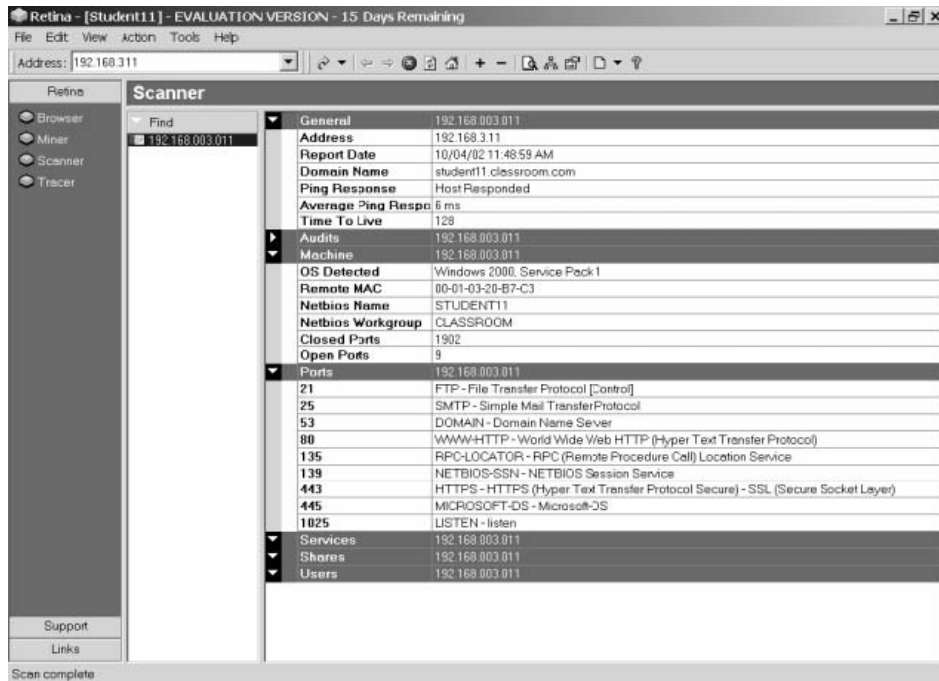 Retina - [Student11] - EVALUATION VERSION - 15 Days Remaining
File Edit View Action Tools Help
Address: 192.168.311
Retina
Browser
Miner
Scanner
Tracer
Support
Links
Scanner
Find
192.168.003.011
General 192.168.003.011
Address 192.168.3.11
Report Date 10/04/02 11:48:59 AM
Domain Name student11.classroom.com
Ping Response Host Responded
Average Ping Respo 6 ms
Time To Live 128
Audits 192.168.003.011
Machine 192.168.003.011
OS Detected Windows 2000, Service Pack 1
Remote MAC 00-01-03-20-B7-C3
Netbios Name STUDENT11
Netbios Workgroup CLASSROOM
Closed Ports 1902
Open Ports 9
Ports 192.168.003.011
21 FTP - File Transfer Protocol [Control]
25 SMTP - Simple Mail Transfer Protocol
53 DOMAIN - Domain Name Server
80 WWW-HTTP - World Wide Web HTTP (Hyper Text Transfer Protocol)
135 RPC-LOCATOR - RPC (Remote Procedure Call) Location Service
139 NETBIOS-SSN - NETBIOS Session Service
443 HTTPS - HTTPS (Hyper Text Transfer Protocol Secure) - SSL (Secure Socket Layer)
445 MICROSOFT-DS - Microsoft-DS
1025 LISTEN - listen
Services 192.168.003.011
Shares 192.168.003.011
Users 192.168.003.011
Scan complete